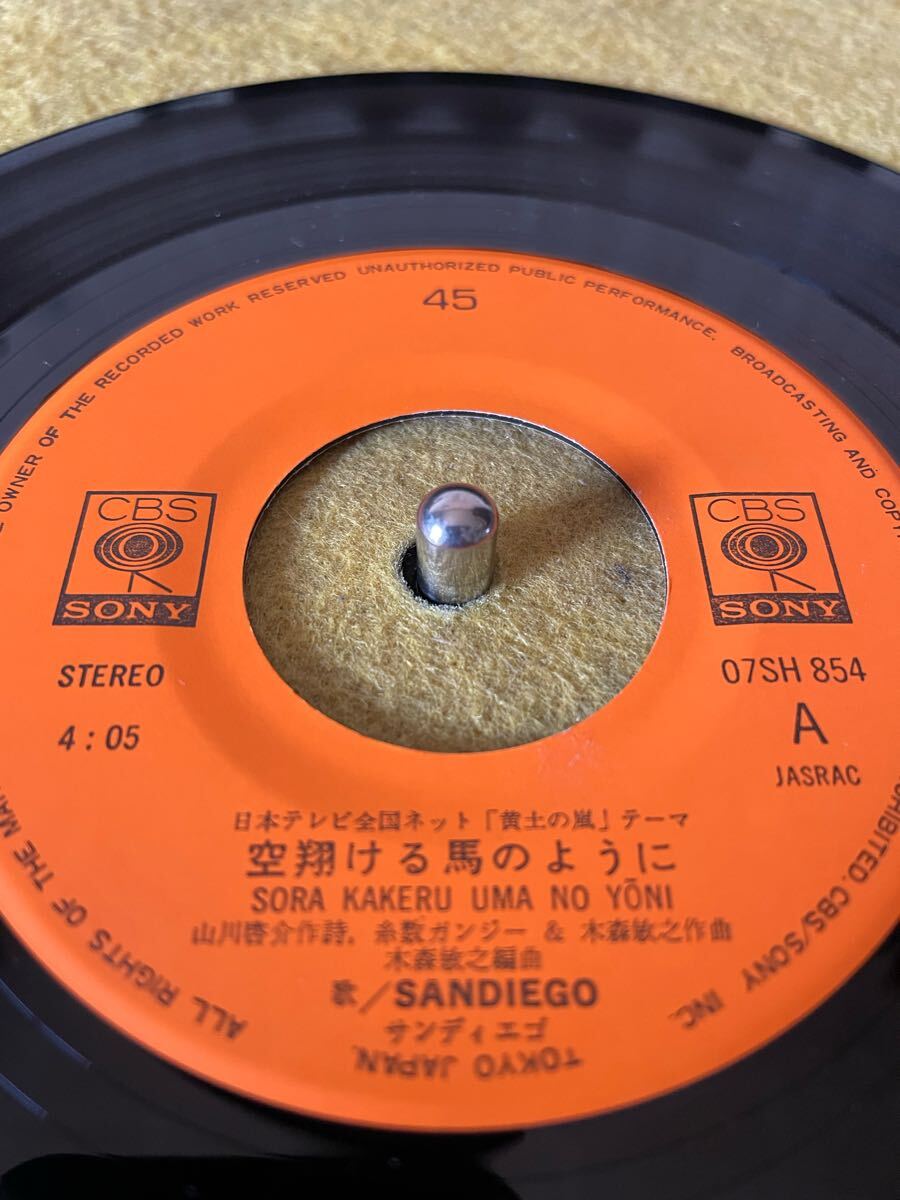 ALL RIGHTS OF THE MA
OWNER OF THE RECORDED WORK RESERVED UNAUTHORIZED PUBLIC PERFORMANCE. BROADCASTING AND COPY
HIBITED. CBS/SONY INC.
TOKYO JAPAN.
45
CBS
SONY
CBS
SONY
STEREO
4:05
07SH 854
A
JASRAC
日本テレビ全国ネット「黄土の嵐」テーマ
空翔ける馬のように
SORA KAKERU UMA NO YŌNI
山川啓介作詩, 糸数ガンジー & 木森敏之作曲
木森敏之編曲
歌/SANDIEGO
サンディエゴ